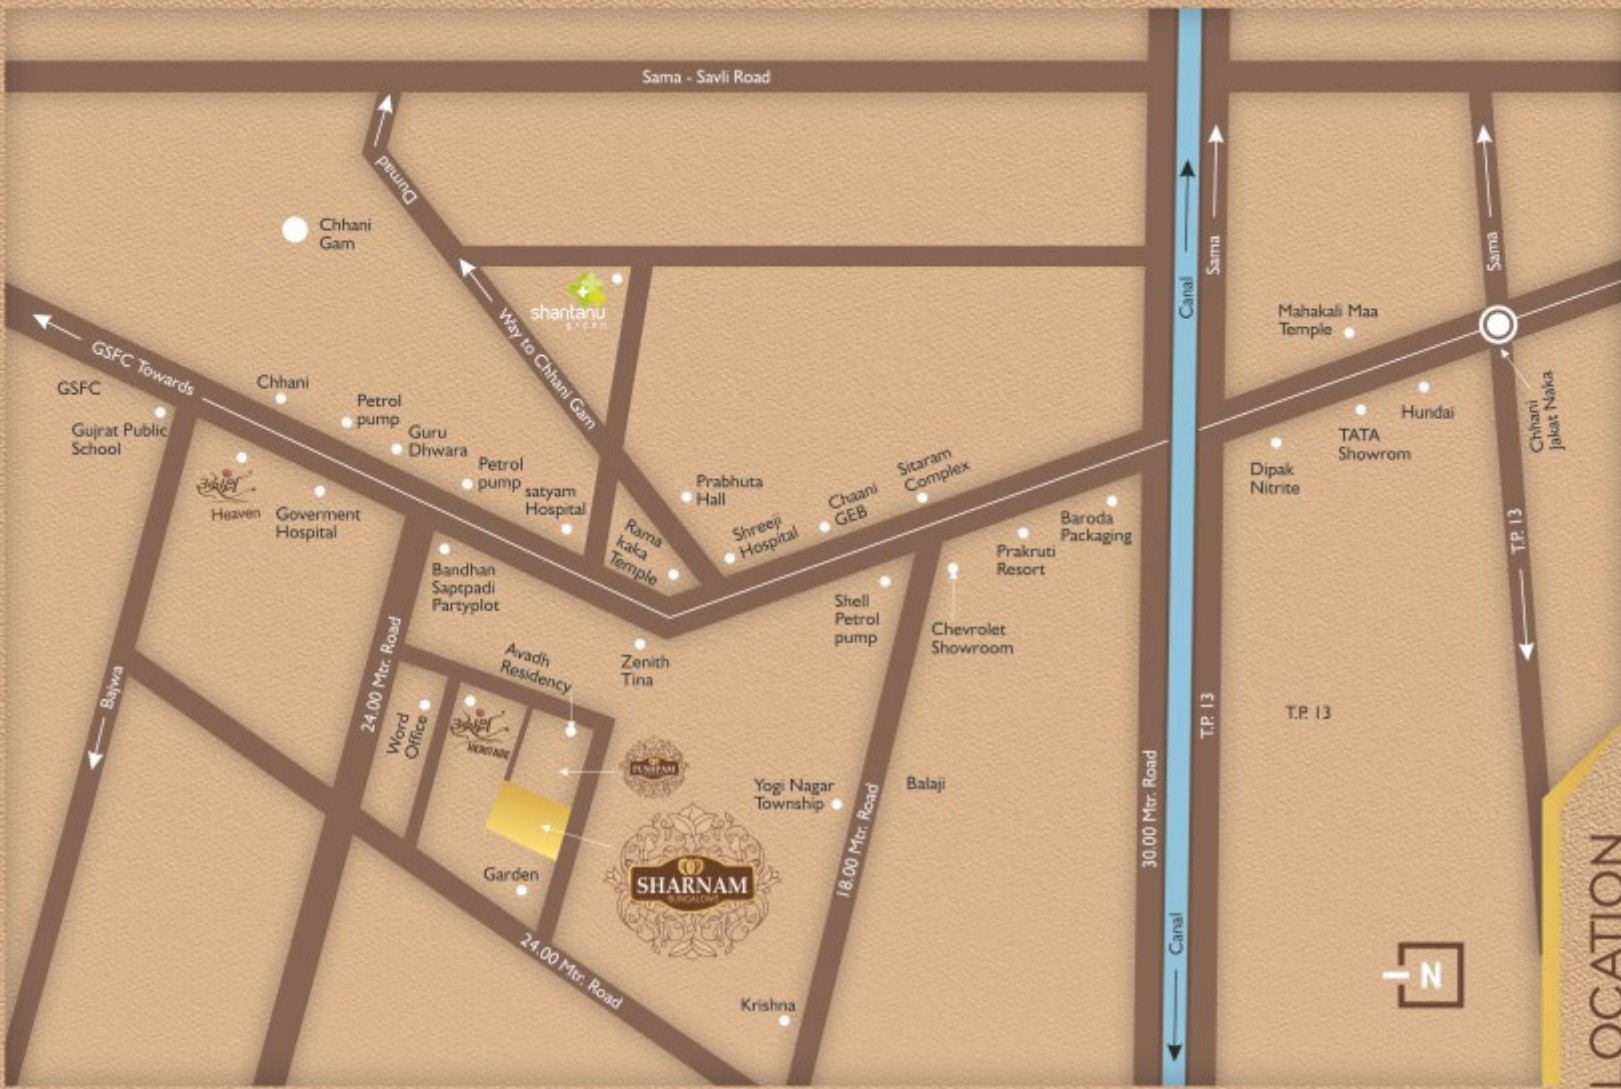 Sama - Savli Road
Dumad
Chhani
Gam
shantanu
green
Way to Chhani Gam
Canal
Sama
Sama
Mahakali Maa
Temple
GSFC Towards
GSFC
Gujrat Public
School
Chhani
Petrol
pump
Guru
Dhwara
Petrol
pump
satyam
Hospital
Heaven
Goverment
Hospital
Bandhan
Saptpadi
Partyplot
Rama
kaka
Temple
Prabhuta
Hall
Shreeji
Hospital
Chaani
GEB
Sitaram
Complex
Dipak
Nitrite
TATA
Showrom
Hundai
Chhani
Jakat Naka
Baroda
Packaging
Prakruti
Resort
Shell
Petrol
pump
Chevrolet
Showroom
Zenith
Tina
Avadh
Residency
24.00 Mtr. Road
Word
Office
HERITAGE
PUSHPAM
Bajwa
T.P. 13
T.P. 13
T.P. 13
Yogi Nagar
Township
Balaji
18.00 Mtr. Road
30.00 Mtr. Road
SHARNAM
BUNGALOWS
Garden
24.00 Mtr. Road
Krishna
Canal
N
LOCATION